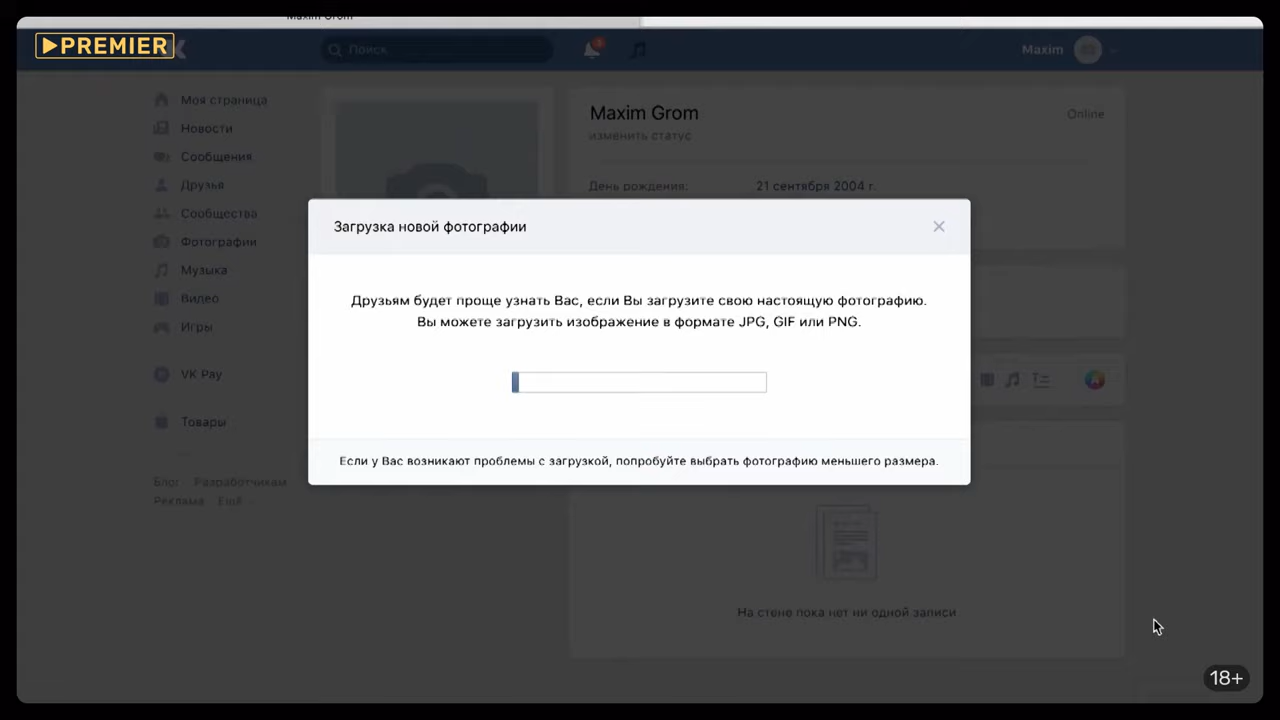 Maxim Grom
PREMIER
Поиск
Maxim
Моя страница
Новости
Сообщения
Друзья
Сообщества
Фотографии
Музыка
Видео
Игры
VK Pay
Товары
Блог Разработчикам
Реклама Ещё
Maxim Grom
Online
изменить статус
День рождения: 21 сентября 2004 г.
Загрузка новой фотографии
Друзьям будет проще узнать Вас, если Вы загрузите свою настоящую фотографию.
Вы можете загрузить изображение в формате JPG, GIF или PNG.
Если у Вас возникают проблемы с загрузкой, попробуйте выбрать фотографию меньшего размера.
На стене пока нет ни одной записи
18+